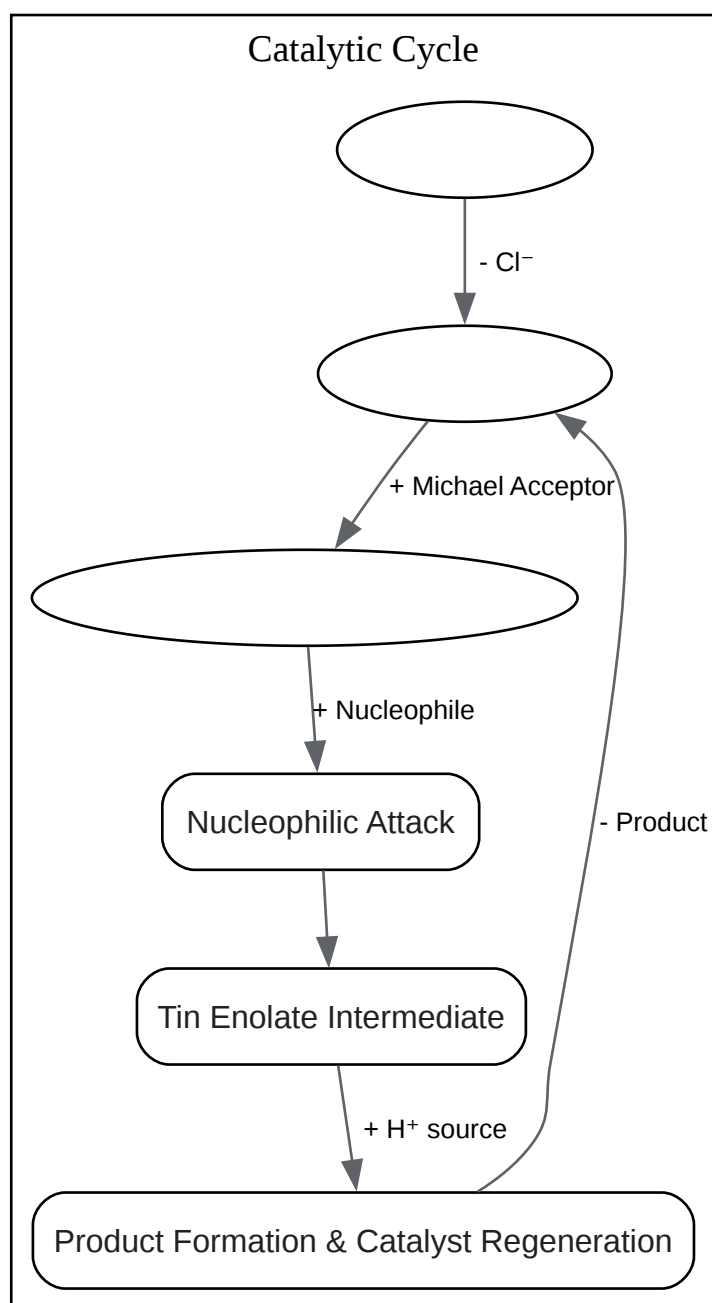 Catalytic Cycle
- Cl⁻
+ Michael Acceptor
+ Nucleophile
Nucleophilic Attack
- Product
Tin Enolate Intermediate
+ H⁺ source
Product Formation & Catalyst Regeneration